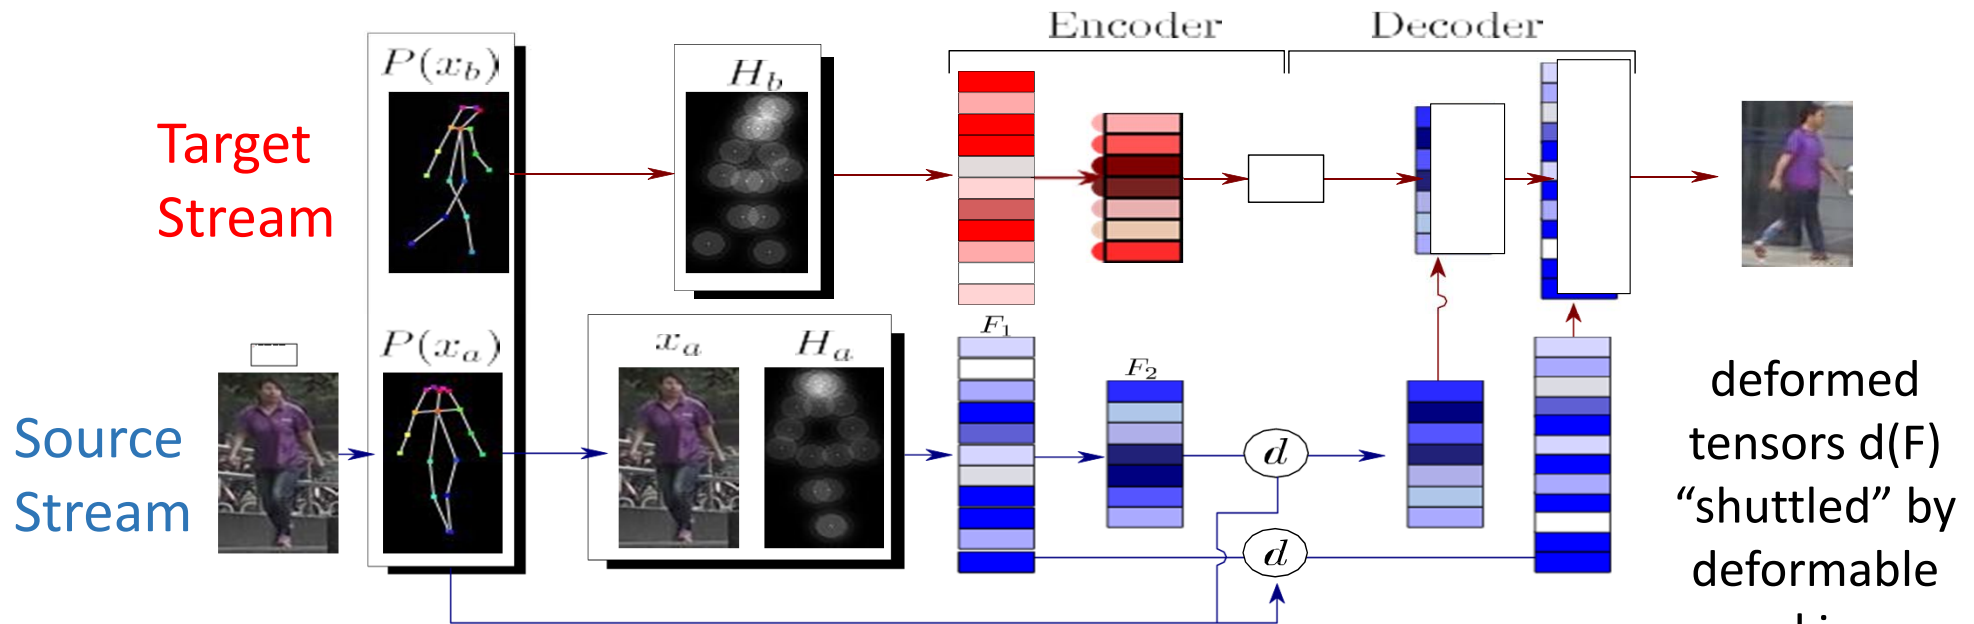 Encoder
Decoder
P(x_b)
H_b
Target
Stream
F_1
P(x_a)
x_a
H_a
F_2
Source
Stream
d
d
deformed
tensors d(F)
“shuttled” by
deformable